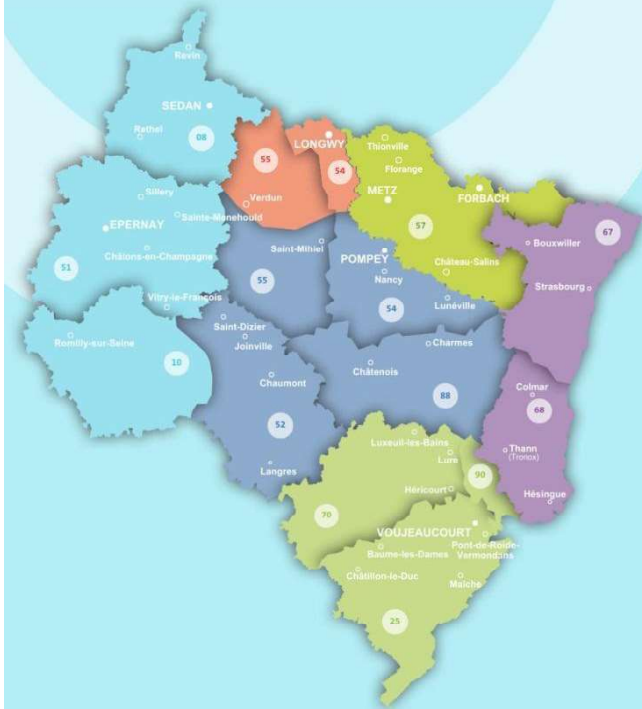 Revin
SEDAN
Rethel
08
LONGWY
55
54
Verdun
Thionville
Florange
METZ
FORBACH
57
Château-Salins
67
Bouxwiller
Strasbourg
Sillery
Sainte-Menehould
EPERNAY
Châlons-en-Champagne
51
Vitry-le-François
Romilly-sur-Seine
10
Saint-Mihiel
55
POMPEY
Nancy
54
Lunéville
Saint-Dizier
Joinville
Chaumont
52
Langres
Charmes
Châtenois
88
Colmar
68
Thann
(Tronox)
Hésingue
Luxeuil-les-Bains
Lure
90
Héricourt
70
VOUJEAUCOURT
Pont-de-Roide-
Vermondans
Baume-les-Dames
Châtillon-le-Duc
Maîche
25